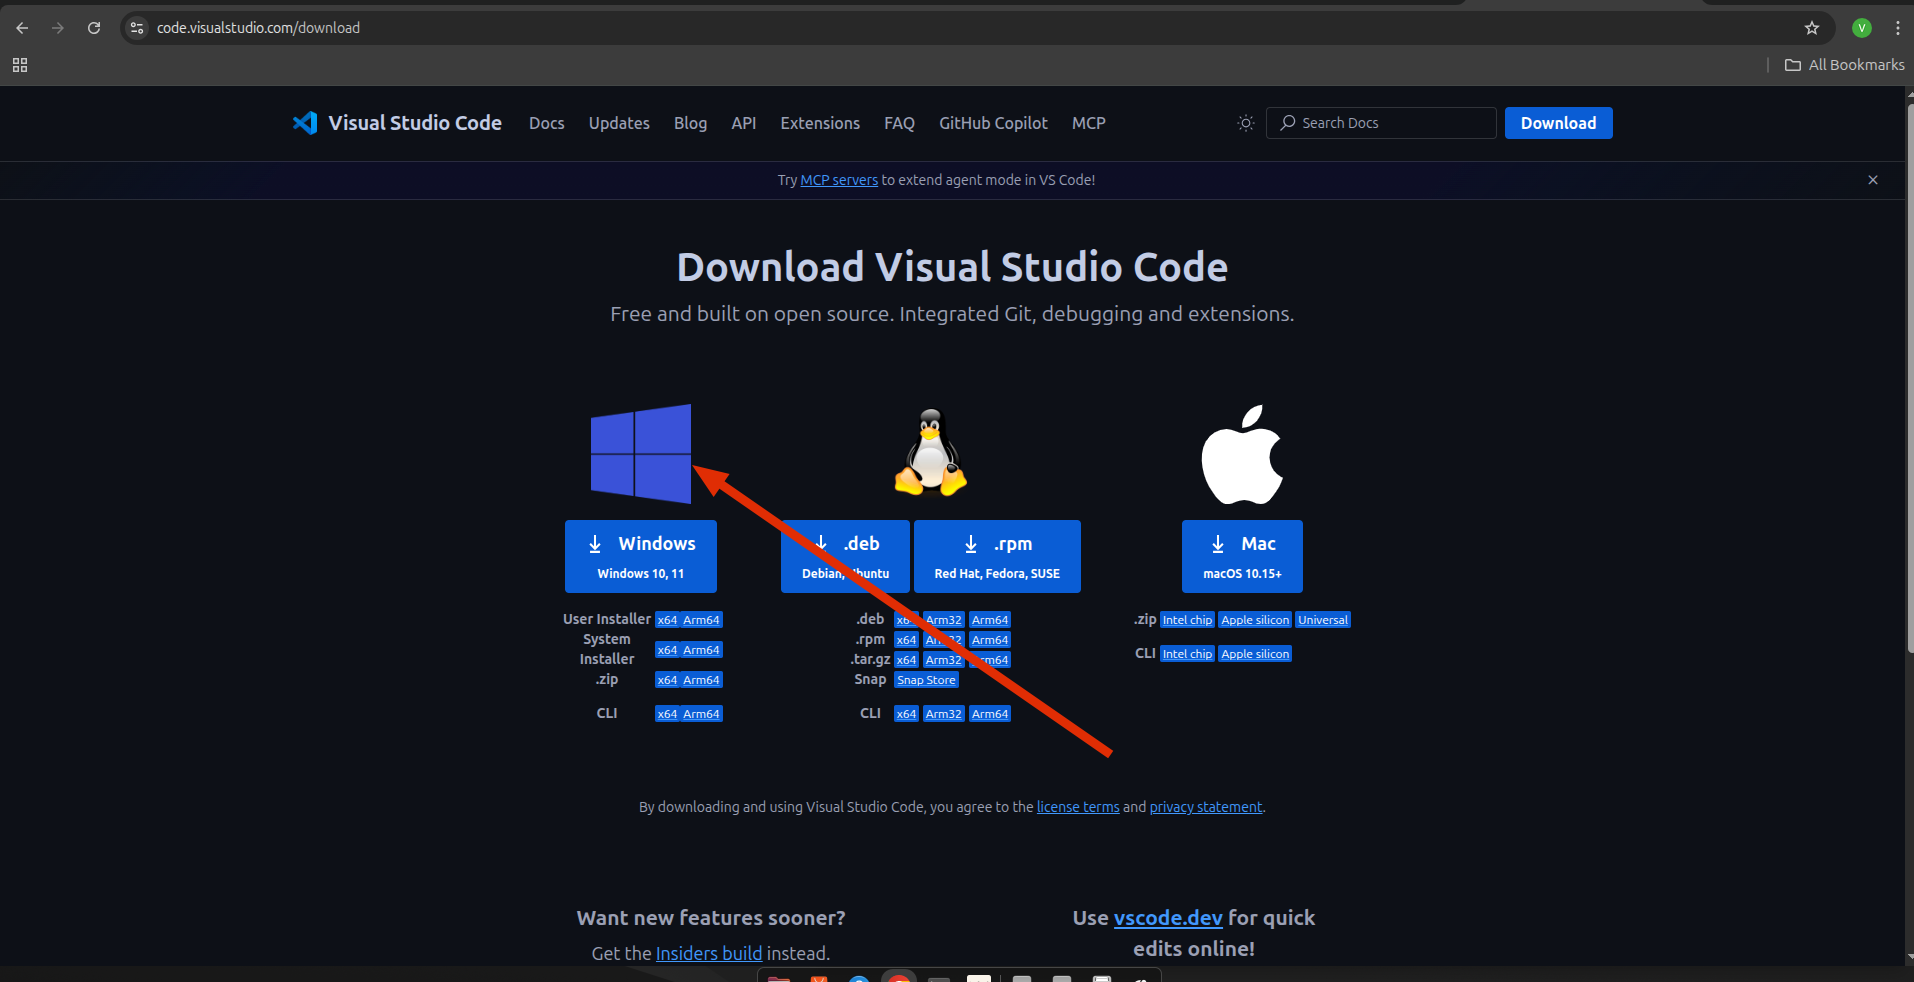 code.visualstudio.com/download
V
All Bookmarks
Visual Studio Code Docs Updates Blog API Extensions FAQ GitHub Copilot MCP Search Docs Download
Try MCP servers to extend agent mode in VS Code!
Download Visual Studio Code
Free and built on open source. Integrated Git, debugging and extensions.
Windows
Windows 10, 11
User Installer x64 Arm64
System Installer x64 Arm64
.zip x64 Arm64
CLI x64 Arm64
.deb
Debian, Ubuntu
.rpm
Red Hat, Fedora, SUSE
.deb x64 Arm32 Arm64
.rpm x64 Arm32 Arm64
.tar.gz x64 Arm32 Arm64
Snap Snap Store
CLI x64 Arm32 Arm64
Mac
macOS 10.15+
.zip Intel chip Apple silicon Universal
CLI Intel chip Apple silicon
By downloading and using Visual Studio Code, you agree to the license terms and privacy statement.
Want new features sooner?
Get the Insiders build instead.
Use vscode.dev for quick
edits online!